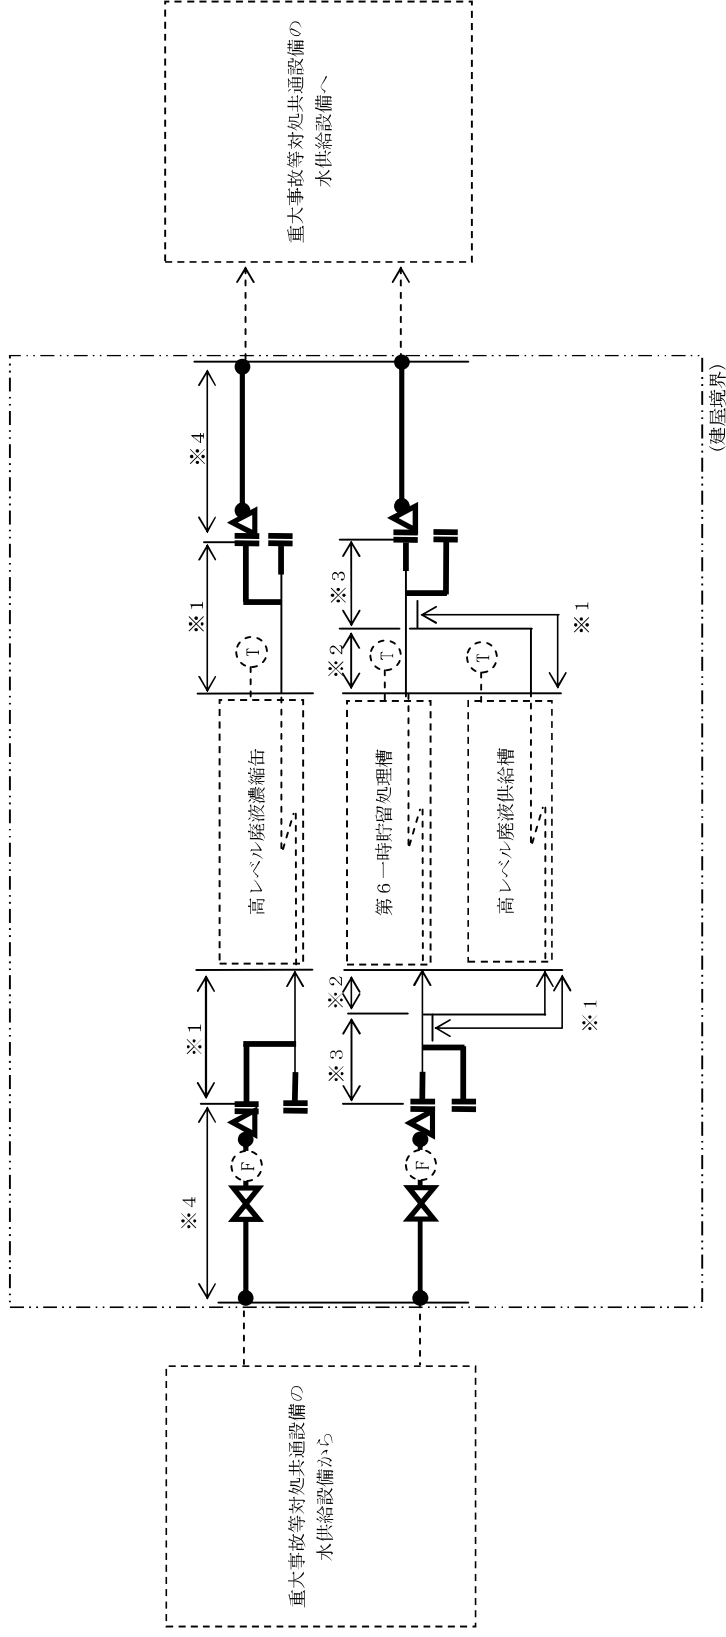 重大事故等対処共通設備の
水供給設備から
※4
※1
※3
※2
※1
F
F
高レベル廃液濃縮缶
第6一時貯留処理槽
高レベル廃液供給槽
T
T
T
※1
※2
※3
※1
※4
重大事故等対処共通設備の
水供給設備へ
(建屋境界)